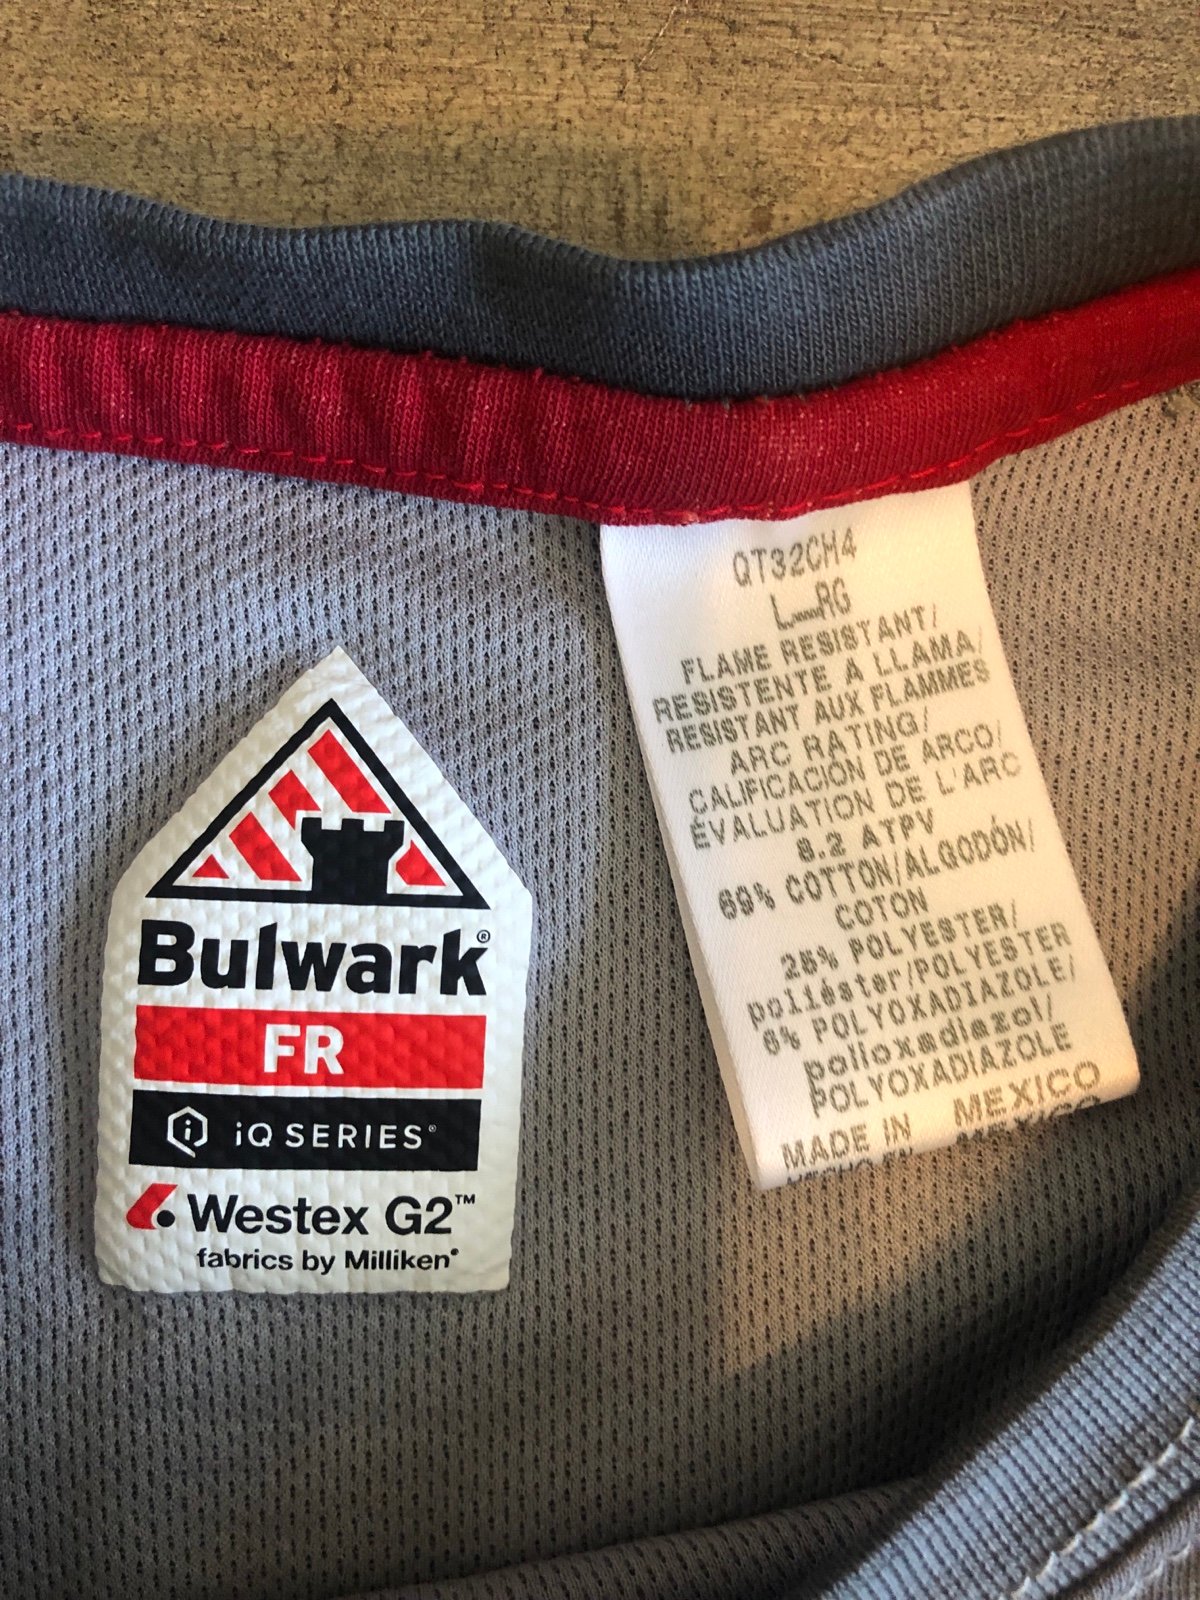 Bulwark®
FR
iQ SERIES®
Westex G2™
fabrics by Milliken®
QT32CH4
L RG
FLAME RESISTANT/
RESISTENTE A LLAMA/
RESISTANT AUX FLAMMES
ARC RATING/
CALIFICACIÓN DE ARCO/
ÉVALUATION DE L'ARC
8.2 ATPV
69% COTTON/ALGODÓN/
COTON
25% POLYESTER/
poliéster/POLYESTER
6% POLYOXADIAZOLE/
polioxadiazol/
POLYOXADIAZOLE
MADE IN MEXICO